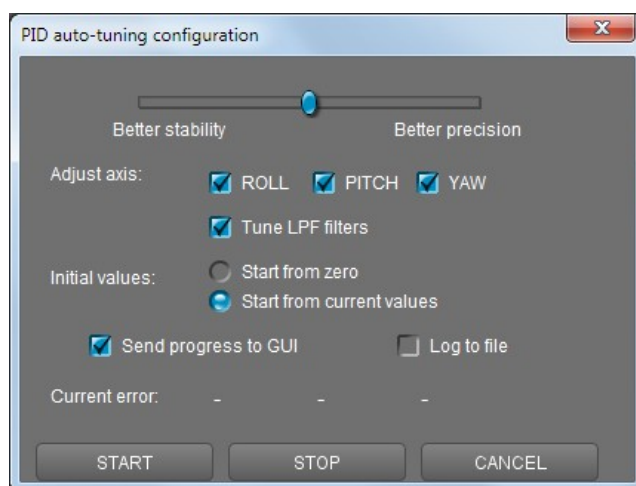 PID auto-tuning configuration
Better stability Better precision
Adjust axis: ROLL PITCH YAW
Tune LPF filters
Initial values: Start from zero
Start from current values
Send progress to GUI Log to file
Current error: - - -
START STOP CANCEL